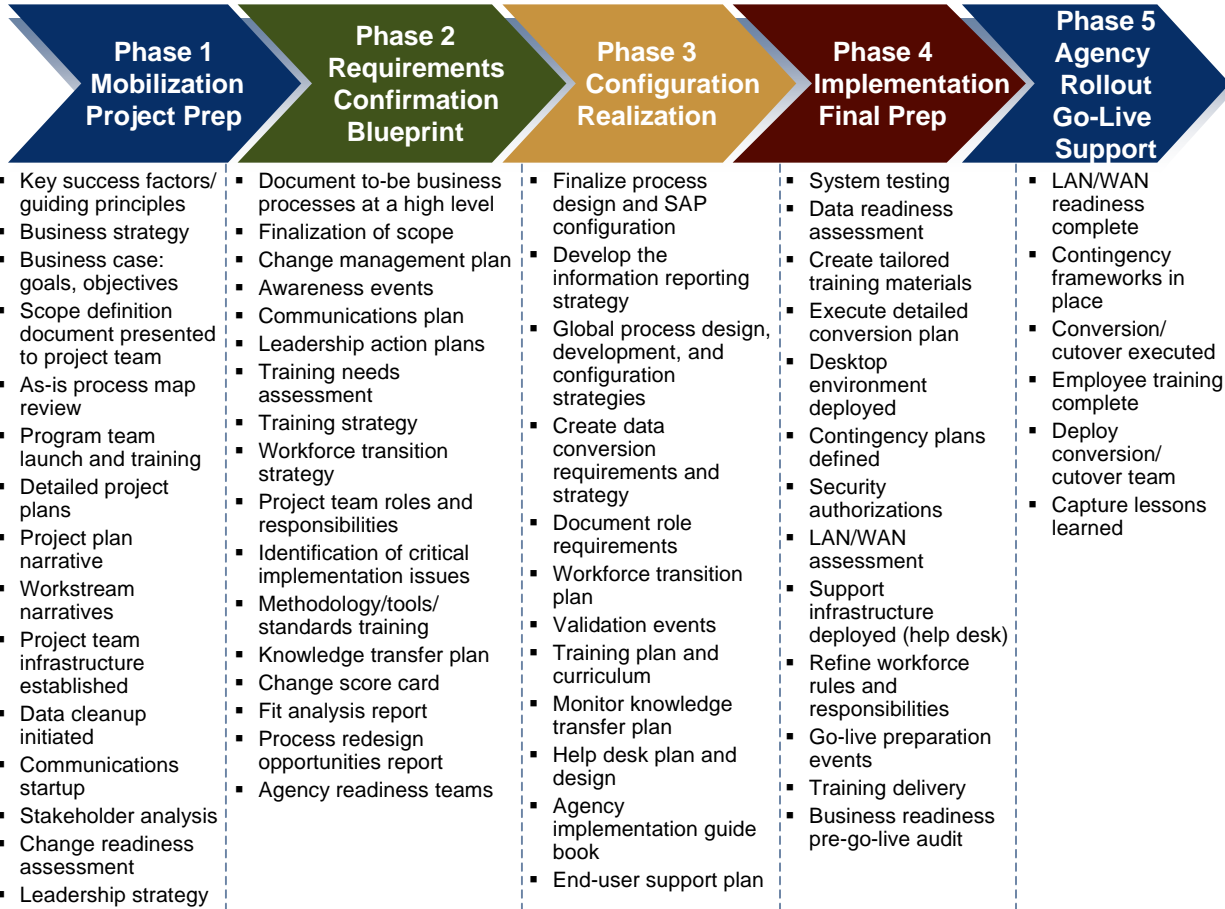 Phase 1
Mobilization
Project Prep
Phase 2
Requirements
Confirmation
Blueprint
Phase 3
Configuration
Realization
Phase 4
Implementation
Final Prep
Phase 5
Agency
Rollout
Go-Live
Support
▪ Key success factors/
guiding principles
▪ Business strategy
▪ Business case:
goals, objectives
▪ Scope definition
document presented
to project team
▪ As-is process map
review
▪ Program team
launch and training
▪ Detailed project
plans
▪ Project plan
narrative
▪ Workstream
narratives
▪ Project team
infrastructure
established
▪ Data cleanup
initiated
▪ Communications
startup
▪ Stakeholder analysis
▪ Change readiness
assessment
▪ Leadership strategy
▪ Document to-be business
processes at a high level
▪ Finalization of scope
▪ Change management plan
▪ Awareness events
▪ Communications plan
▪ Leadership action plans
▪ Training needs
assessment
▪ Training strategy
▪ Workforce transition
strategy
▪ Project team roles and
responsibilities
▪ Identification of critical
implementation issues
▪ Methodology/tools/
standards training
▪ Knowledge transfer plan
▪ Change score card
▪ Fit analysis report
▪ Process redesign
opportunities report
▪ Agency readiness teams
▪ Finalize process
design and SAP
configuration
▪ Develop the
information reporting
strategy
▪ Global process design,
development, and
configuration
strategies
▪ Create data
conversion
requirements and
strategy
▪ Document role
requirements
▪ Workforce transition
plan
▪ Validation events
▪ Training plan and
curriculum
▪ Monitor knowledge
transfer plan
▪ Help desk plan and
design
▪ Agency
implementation guide
book
▪ End-user support plan
▪ System testing
▪ Data readiness
assessment
▪ Create tailored
training materials
▪ Execute detailed
conversion plan
▪ Desktop
environment
deployed
▪ Contingency plans
defined
▪ Security
authorizations
▪ LAN/WAN
assessment
▪ Support
infrastructure
deployed (help desk)
▪ Refine workforce
rules and
responsibilities
▪ Go-live preparation
events
▪ Training delivery
▪ Business readiness
pre-go-live audit
▪ LAN/WAN
readiness
complete
▪ Contingency
frameworks in
place
▪ Conversion/
cutover executed
▪ Employee training
complete
▪ Deploy
conversion/
cutover team
▪ Capture lessons
learned